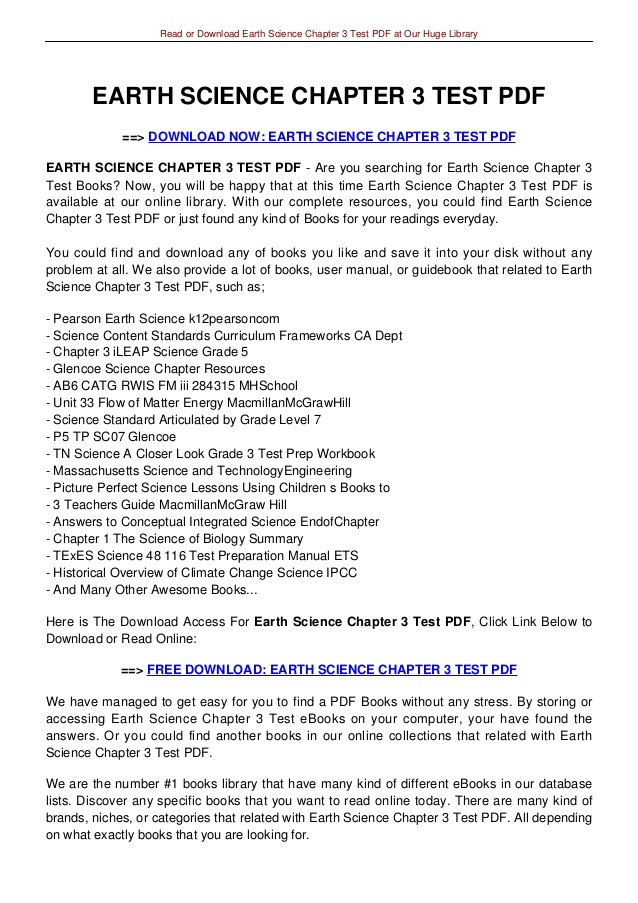 Read or Download Earth Science Chapter 3 Test PDF at Our Huge Library
EARTH SCIENCE CHAPTER 3 TEST PDF
==> DOWNLOAD NOW: EARTH SCIENCE CHAPTER 3 TEST PDF
EARTH SCIENCE CHAPTER 3 TEST PDF - Are you searching for Earth Science Chapter 3
Test Books? Now, you will be happy that at this time Earth Science Chapter 3 Test PDF is
available at our online library. With our complete resources, you could find Earth Science
Chapter 3 Test PDF or just found any kind of Books for your readings everyday.
You could find and download any of books you like and save it into your disk without any
problem at all. We also provide a lot of books, user manual, or guidebook that related to Earth
Science Chapter 3 Test PDF, such as;
- Pearson Earth Science k12pearsoncom
- Science Content Standards Curriculum Frameworks CA Dept
- Chapter 3 iLEAP Science Grade 5
- Glencoe Science Chapter Resources
- AB6 CATG RWIS FM iii 284315 MHSchool
- Unit 33 Flow of Matter Energy MacmillanMcGrawHill
- Science Standard Articulated by Grade Level 7
- P5 TP SC07 Glencoe
- TN Science A Closer Look Grade 3 Test Prep Workbook
- Massachusetts Science and TechnologyEngineering
- Picture Perfect Science Lessons Using Children s Books to
- 3 Teachers Guide MacmillanMcGraw Hill
- Answers to Conceptual Integrated Science EndofChapter
- Chapter 1 The Science of Biology Summary
- TExES Science 48 116 Test Preparation Manual ETS
- Historical Overview of Climate Change Science IPCC
- And Many Other Awesome Books...
Here is The Download Access For Earth Science Chapter 3 Test PDF, Click Link Below to
Download or Read Online:
==> FREE DOWNLOAD: EARTH SCIENCE CHAPTER 3 TEST PDF
We have managed to get easy for you to find a PDF Books without any stress. By storing or
accessing Earth Science Chapter 3 Test eBooks on your computer, your have found the
answers. Or you could find another books in our online collections that related with Earth
Science Chapter 3 Test PDF.
We are the number #1 books library that have many kind of different eBooks in our database
lists. Discover any specific books that you want to read online today. There are many kind of
brands, niches, or categories that related with Earth Science Chapter 3 Test PDF. All depending
on what exactly books that you are looking for.